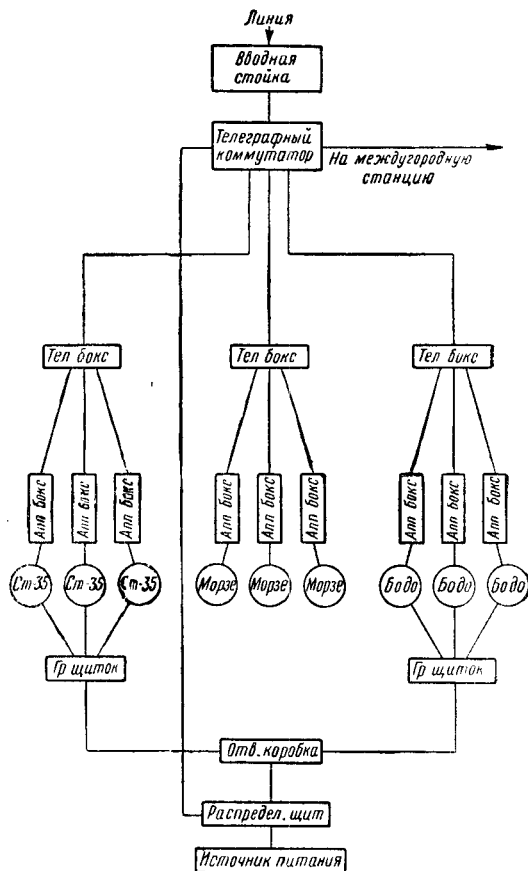 Линия
Вводная
стойка
Телеграфный
коммутатор
На междугородную
станцию
Тел бокс
Тел бокс
Тел бокс
Апп бокс
Апп бокс
Апп бокс
Апп бокс
Апп бокс
Апп бокс
Апп бокс
Апп бокс
Апп бокс
Ст-35
Ст-35
Ст-35
Морзе
Морзе
Морзе
Бодо
Бодо
Бодо
Гр щиток
Гр щиток
Отв. коробка
Распредел. щит
Источник питания